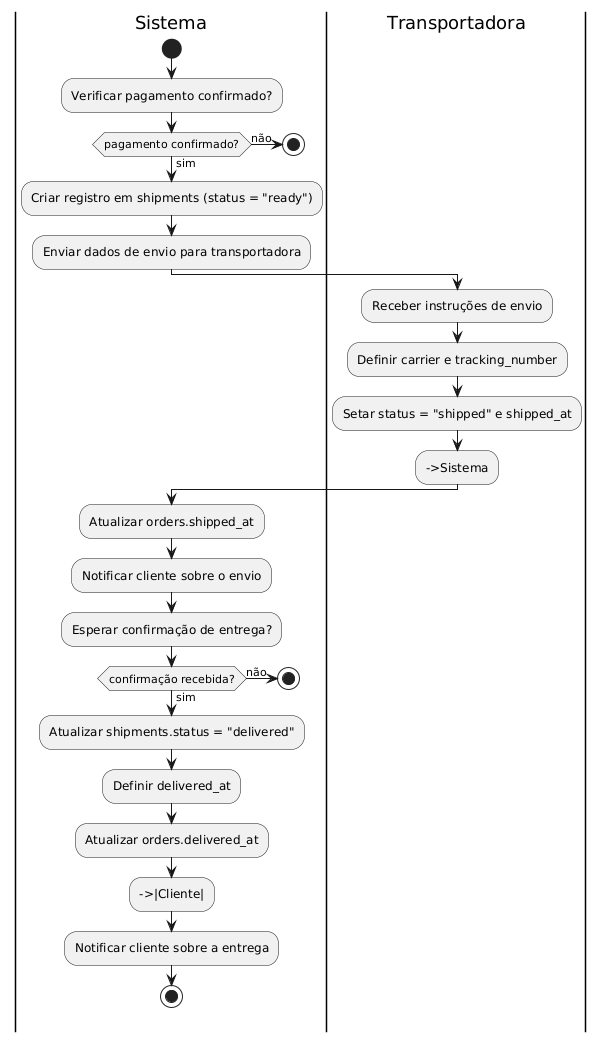 Sistema
Transportadora
Verificar pagamento confirmado?
pagamento confirmado?
não
sim
Criar registro em shipments (status = "ready")
Enviar dados de envio para transportadora
Receber instruções de envio
Definir carrier e tracking_number
Setar status = "shipped" e shipped_at
->Sistema
Atualizar orders.shipped_at
Notificar cliente sobre o envio
Esperar confirmação de entrega?
confirmação recebida?
não
sim
Atualizar shipments.status = "delivered"
Definir delivered_at
Atualizar orders.delivered_at
->|Cliente|
Notificar cliente sobre a entrega